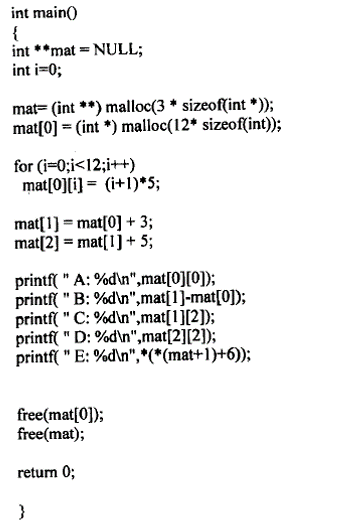 int main()
{
int **mat = NULL;
int i=0;

mat= (int **) malloc(3 * sizeof(int *));
mat[0] = (int *) malloc(12* sizeof(int));

for (i=0;i<12;i++)
mat[0][i] = (i+1)*5;

mat[1] = mat[0] + 3;
mat[2] = mat[1] + 5;

printf( " A: %d\n",mat[0][0]);
printf( " B: %d\n",mat[1]-mat[0]);
printf( " C: %d\n",mat[1][2]);
printf( " D: %d\n",mat[2][2]);
printf( " E: %d\n",*(*(mat+1)+6));

free(mat[0]);
free(mat);

return 0;

}